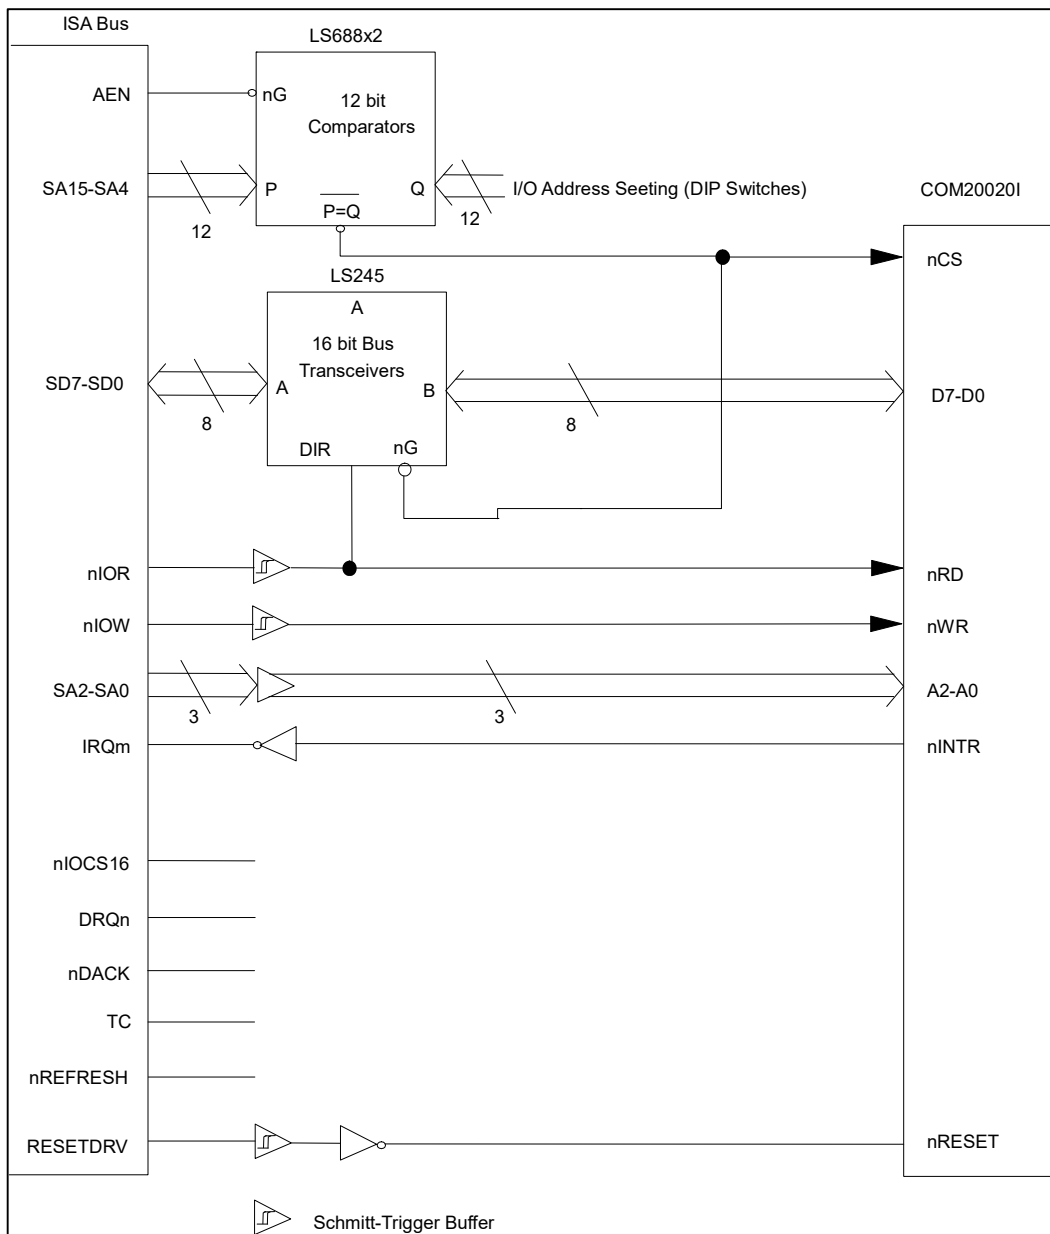 ISA Bus
LS688x2
AEN
nG
12 bit
Comparators
SA15-SA4
P
Q
I/O Address Seeting (DIP Switches)
COM20020I
12
P=Q
12
nCS
LS245
A
16 bit Bus
Transceivers
SD7-SD0
A
B
D7-D0
8
8
DIR
nG
nIOR
nRD
nIOW
nWR
SA2-SA0
A2-A0
3
3
IRQm
nINTR
nIOCS16
DRQn
nDACK
TC
nREFRESH
RESETDRV
nRESET
Schmitt-Trigger Buffer